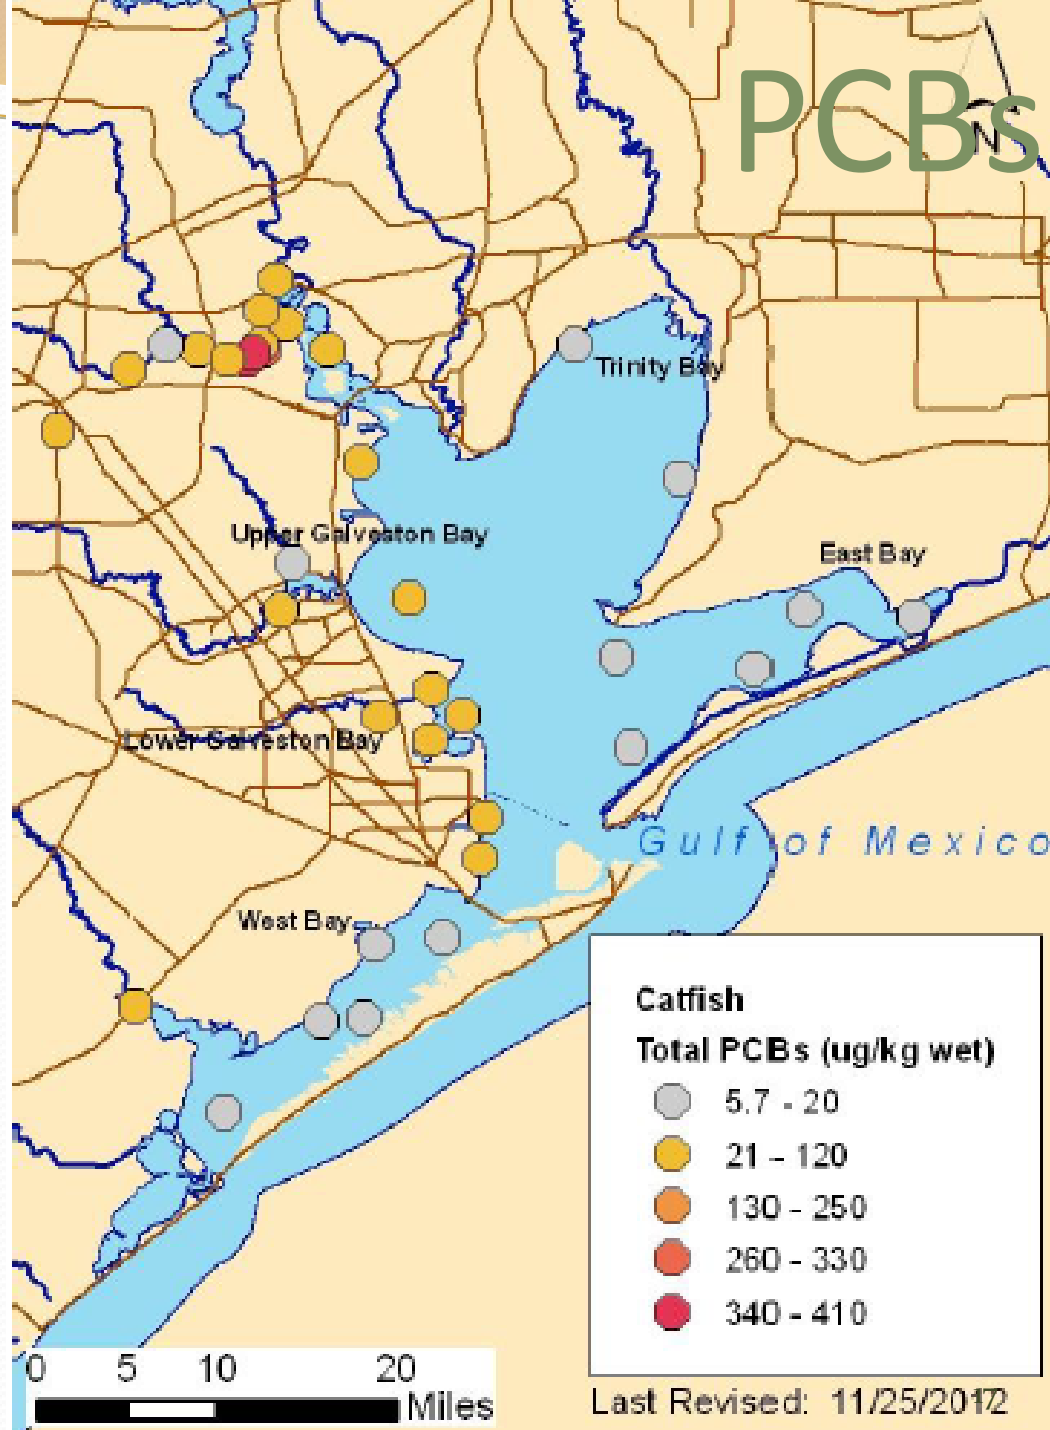 PCBs
N
Trinity Bay
Upper Galveston Bay
East Bay
Lower Galveston Bay
Gulf of Mexico
West Bay
Catfish
Total PCBs (ug/kg wet)
5.7 - 20
21 - 120
130 - 250
260 - 330
340 - 410
0 5 10 20
Miles
Last Revised: 11/25/2012